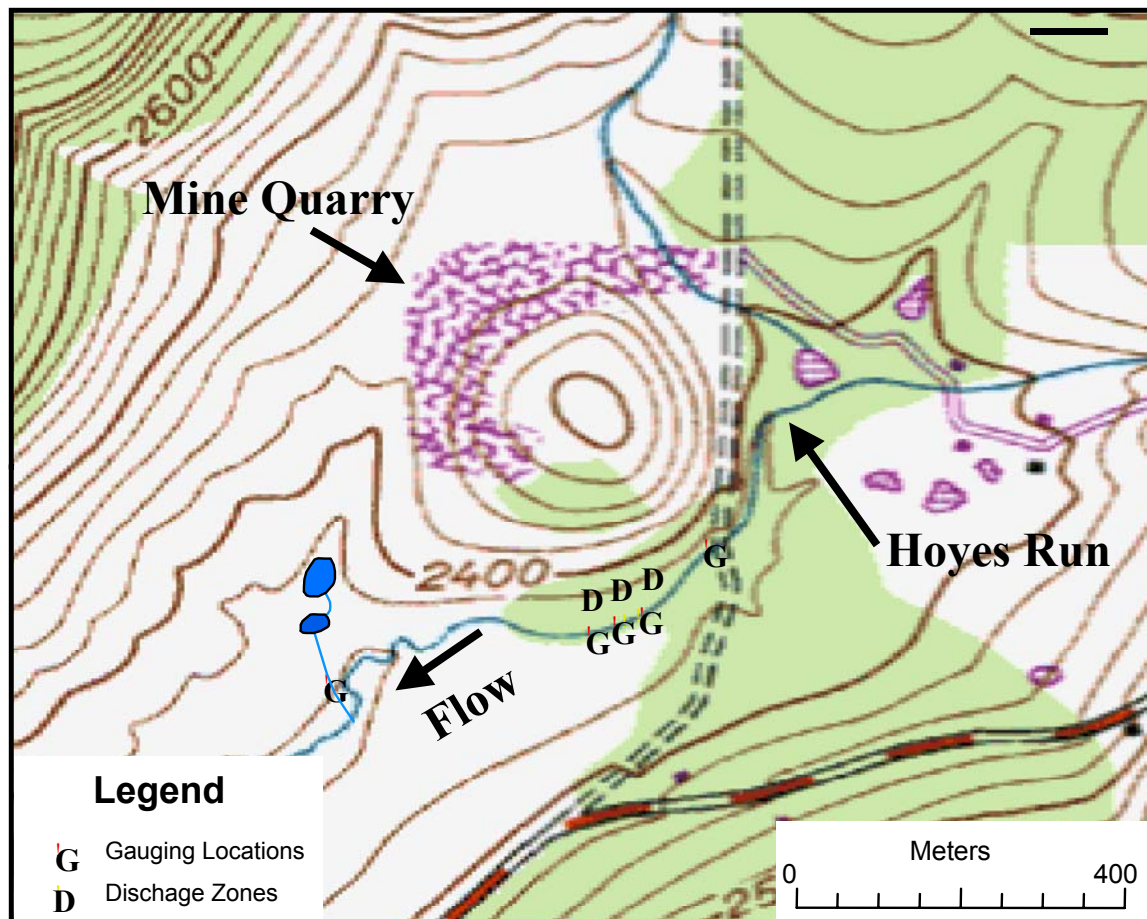 2600
Mine Quarry
Hoyes Run
2400
D D D
G
G G G
G
Flow
Legend
G Gauging Locations
D Dischage Zones
Meters
0 400
25